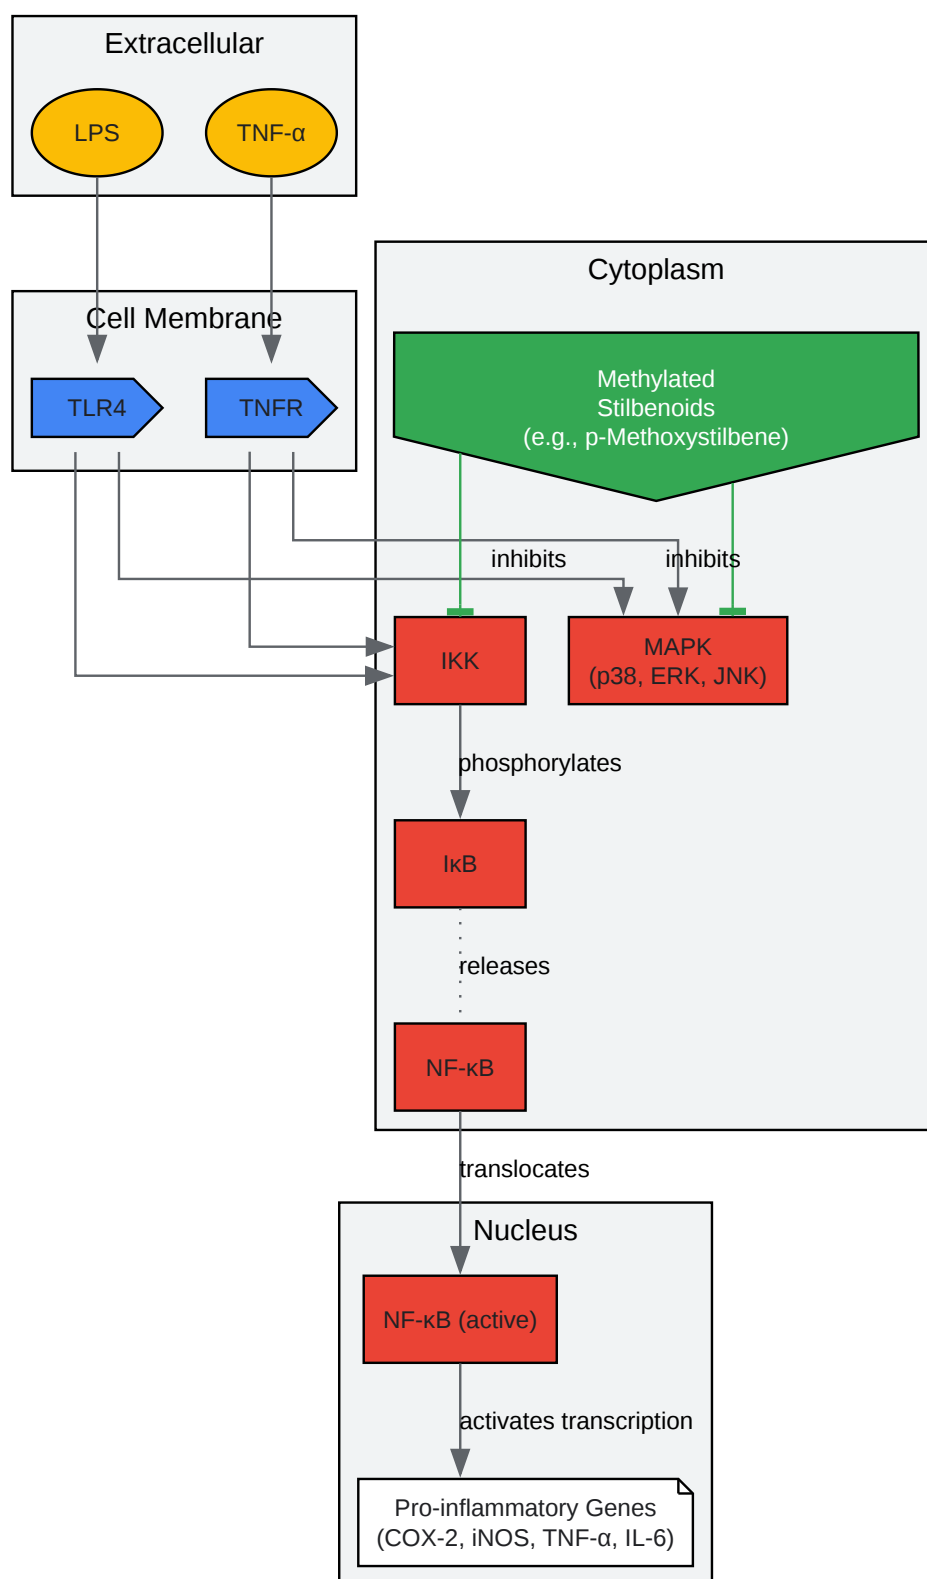 Extracellular
LPS
TNF-α
Cell Membrane
TLR4
TNFR
Cytoplasm
Methylated
Stilbenoids
(e.g., p-Methoxystilbene)
inhibits
inhibits
IKK
MAPK
(p38, ERK, JNK)
phosphorylates
IκB
releases
NF-κB
translocates
Nucleus
NF-κB (active)
activates transcription
Pro-inflammatory Genes
(COX-2, iNOS, TNF-α, IL-6)